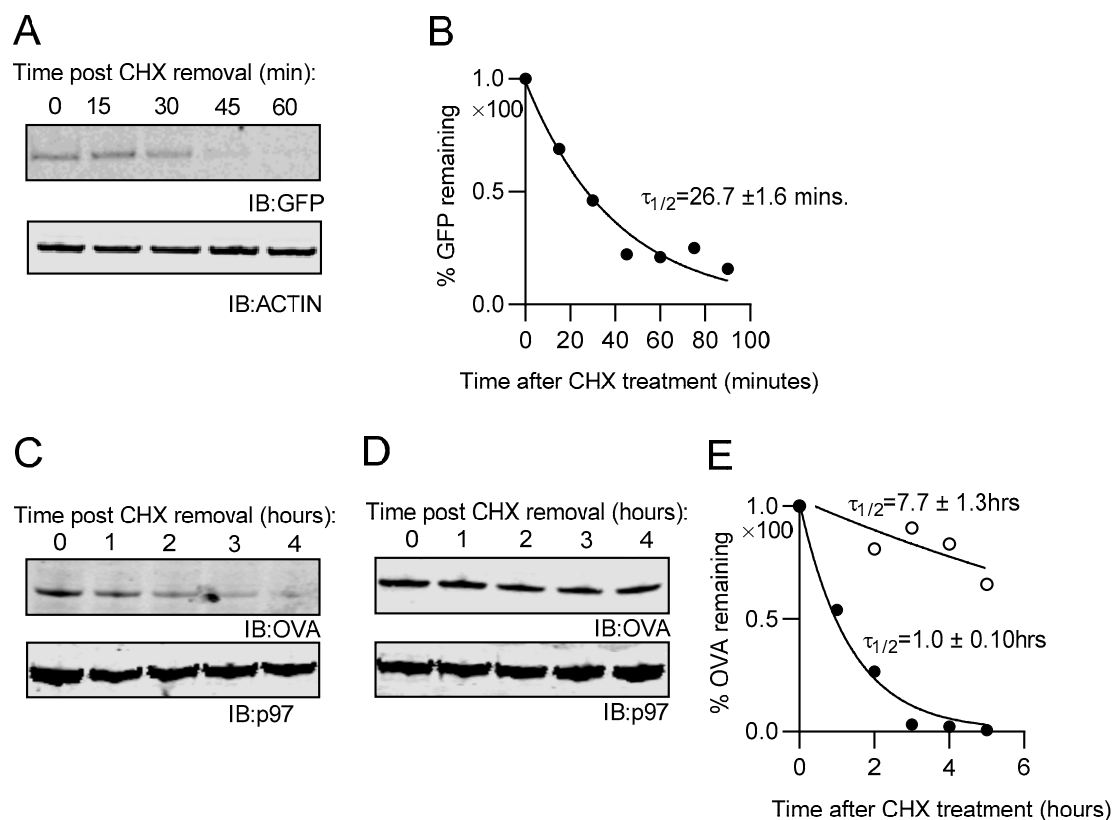 A
Time post CHX removal (min):
0 15 30 45 60
IB:GFP
IB:ACTIN
B
% GFP remaining
1.0
×100
0.5
0.0
τ1/2=26.7 ±1.6 mins.
0 20 40 60 80 100
Time after CHX treatment (minutes)
C
Time post CHX removal (hours):
0 1 2 3 4
IB:OVA
IB:p97
D
Time post CHX removal (hours):
0 1 2 3 4
IB:OVA
IB:p97
E
% OVA remaining
1.0
×100
0.5
0.0
τ1/2=7.7 ± 1.3hrs
τ1/2=1.0 ± 0.10hrs
0 2 4 6
Time after CHX treatment (hours)